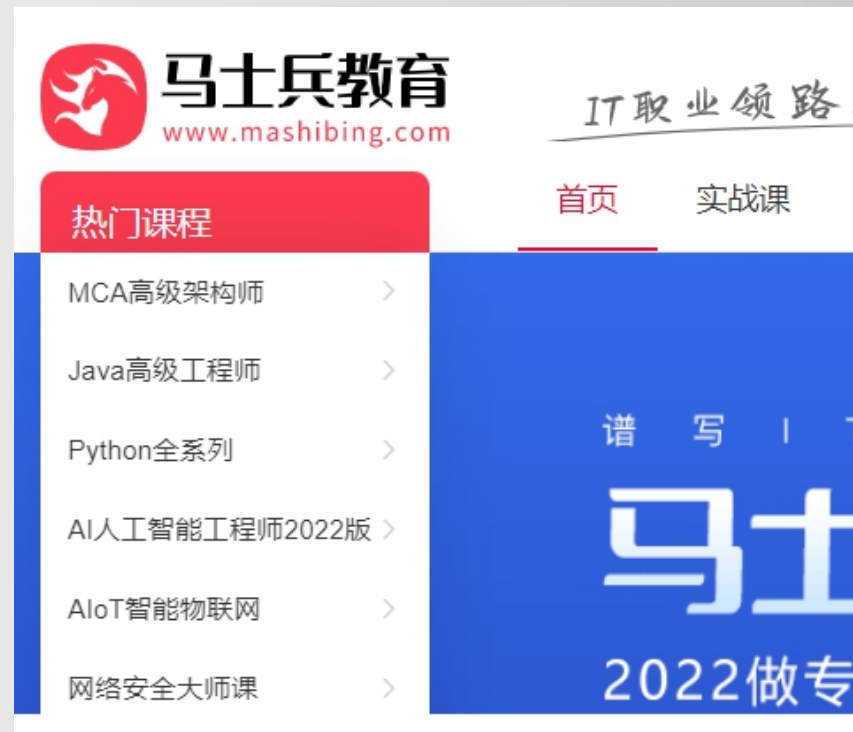 马士兵教育
www.mashibing.com
IT职业领路
热门课程
首页
实战课
MCA高级架构师
Java高级工程师
Python全系列
AI人工智能工程师2022版
AIoT智能物联网
网络安全大师课
谱写I
马士
2022做专